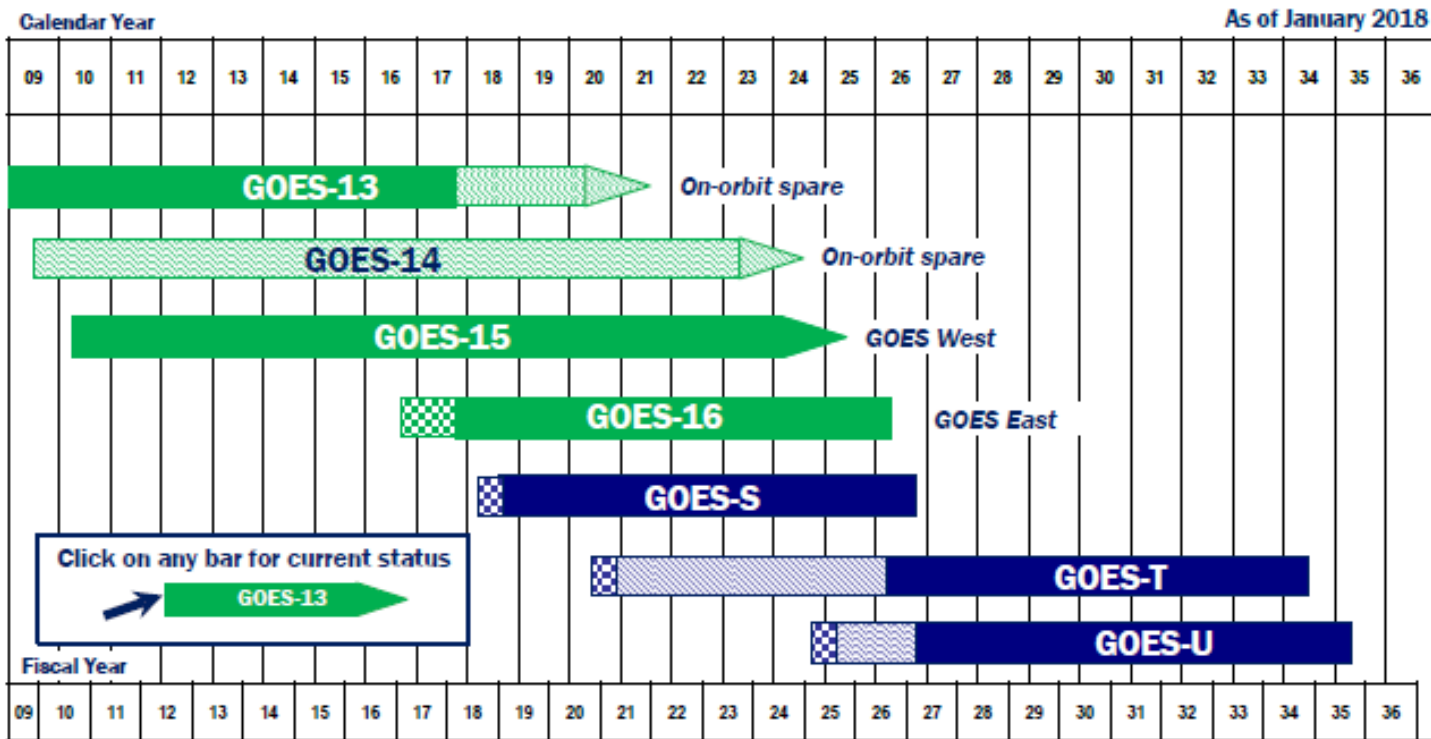 Calendar Year
As of January 2018
09 10 11 12 13 14 15 16 17 18 19 20 21 22 23 24 25 26 27 28 29 30 31 32 33 34 35 36
GOES-13
On-orbit spare
GOES-14
On-orbit spare
GOES-15
GOES West
GOES-16
GOES East
GOES-S
Click on any bar for current status
GOES-13
GOES-T
GOES-U
Fiscal Year
09 10 11 12 13 14 15 16 17 18 19 20 21 22 23 24 25 26 27 28 29 30 31 32 33 34 35 36